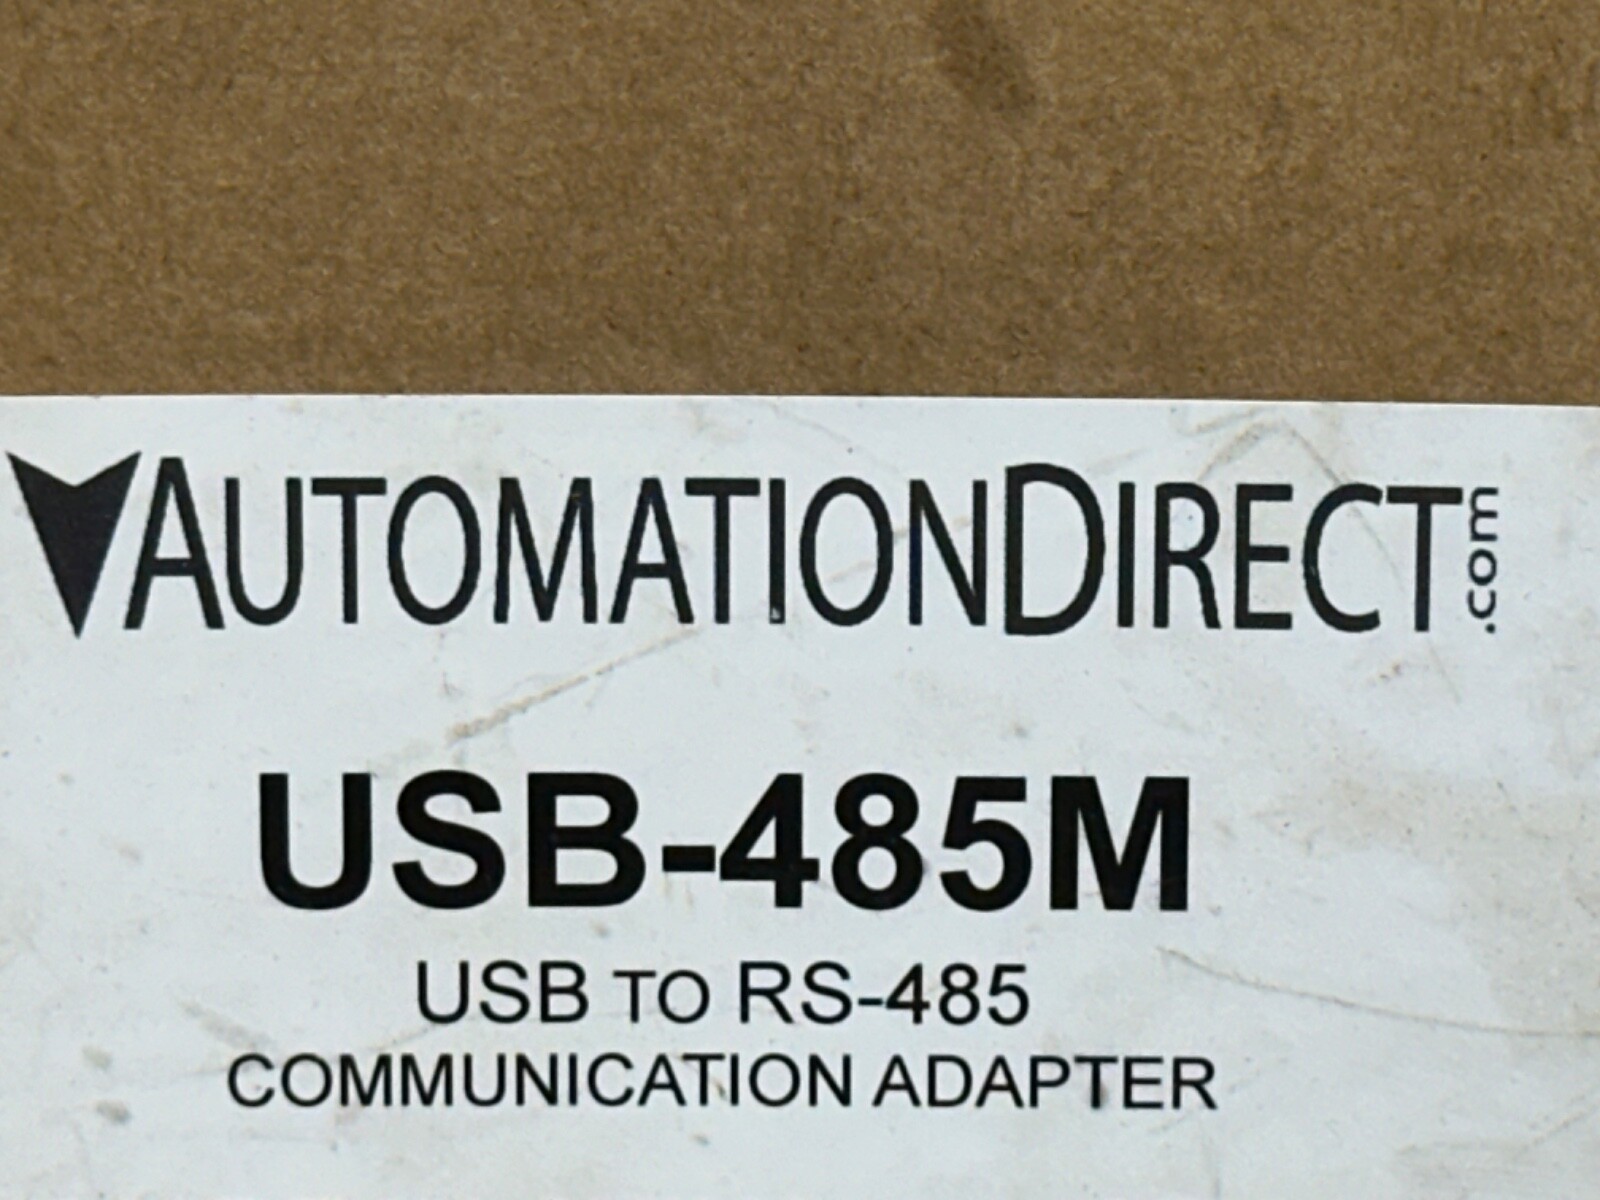 AUTOMATIONDIRECT.com
USB-485M
USB TO RS-485
COMMUNICATION ADAPTER